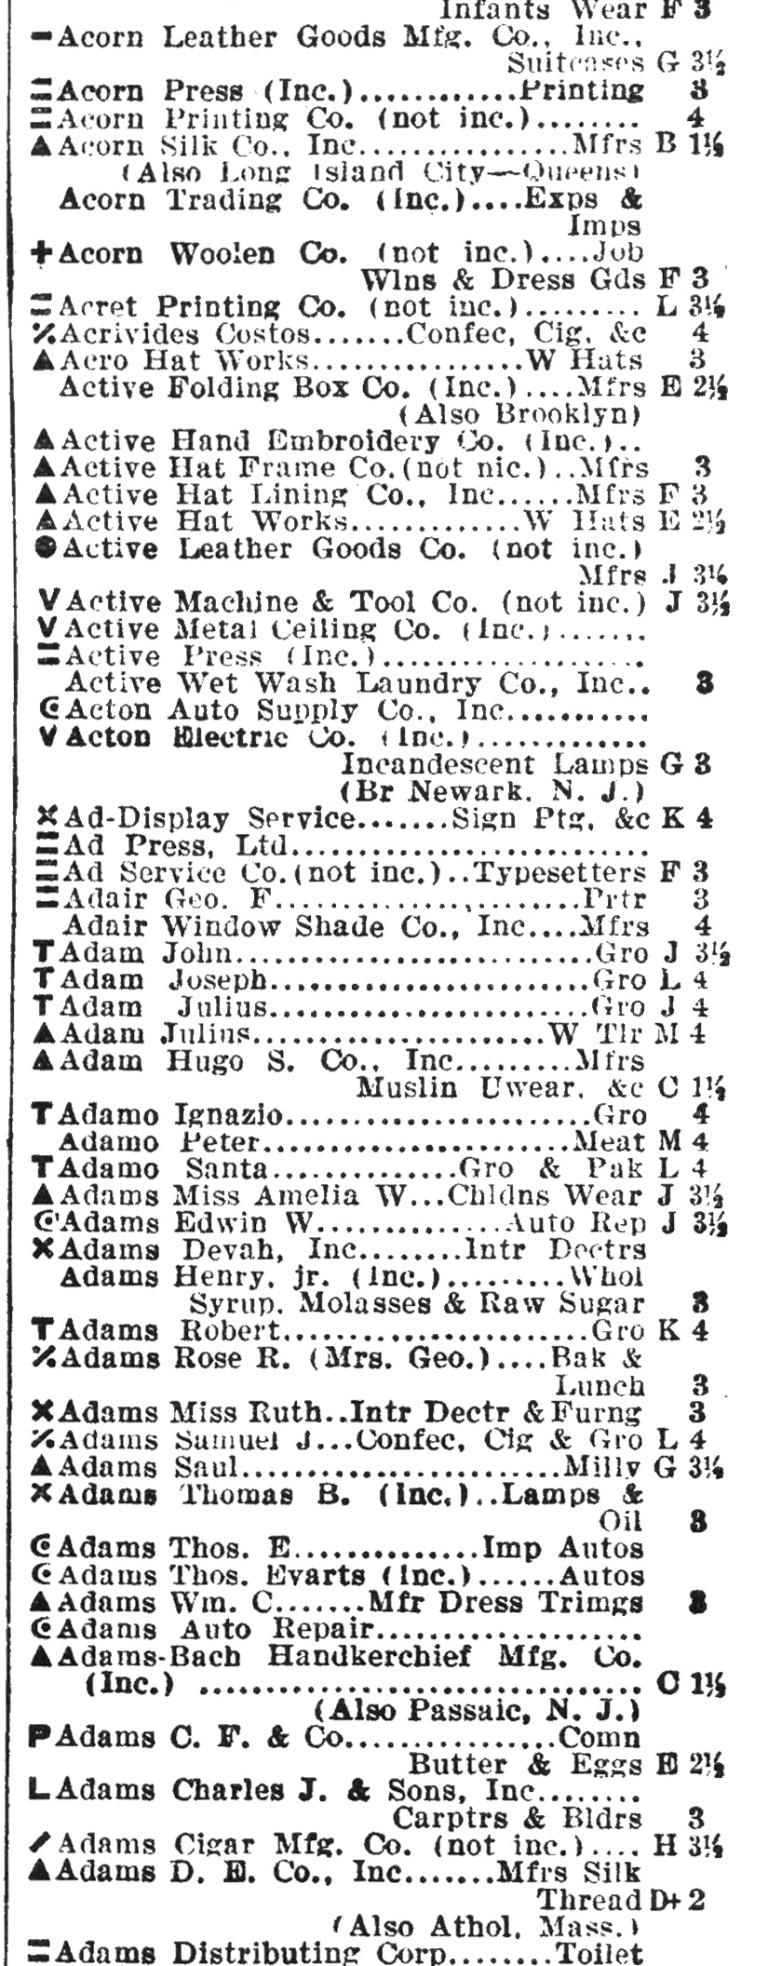 Infants Wear F 3
Acorn Leather Goods Mfg. Co., Inc.,
Suitcases G 3½
Acorn Press (Inc.)............Printing 3
Acorn Printing Co. (not inc.)........ 4
▲Acorn Silk Co., Inc................Mfrs B 1½
(Also Long Island City—Queens)
Acorn Trading Co. (Inc.)....Exps &
Imps
+Acorn Woolen Co. (not inc.)....Job
Wlns & Dress Gds F 3
Acret Printing Co. (not inc.)......... L 3½
%Acrivides Costos.......Confec, Cig, &c 4
▲Acro Hat Works................W Hats 3
Active Folding Box Co. (Inc.)....Mfrs E 2½
(Also Brooklyn)
▲Active Hand Embroidery Co. (Inc.)..
▲Active Hat Frame Co.(not nic.)..Mfrs 3
▲Active Hat Lining Co., Inc......Mfrs F 3
▲Active Hat Works.............W Hats E 2½
●Active Leather Goods Co. (not inc.)
Mfrs J 3½
VActive Machine & Tool Co. (not inc.) J 3½
VActive Metal Ceiling Co. (Inc.).......
Active Press (Inc.)....................
Active Wet Wash Laundry Co., Inc.. 3
Acton Auto Supply Co., Inc...........
VActon Electric Co. (Inc.).............
Incandescent Lamps G 3
(Br Newark, N. J.)
XAd-Display Service.......Sign Ptg, &c K 4
Ad Press, Ltd...........................
Ad Service Co.(not inc.)..Typesetters F 3
Adair Geo. F.......................Prtr 3
Adair Window Shade Co., Inc....Mfrs 4
TAdam John...........................Gro J 3½
TAdam Joseph........................Gro L 4
TAdam Julius........................Gro J 4
▲Adam Julius......................W Tlr M 4
▲Adam Hugo S. Co., Inc.........Mfrs
Muslin Uwear, &c C 1½
TAdamo Ignazio.......................Gro 4
Adamo Peter.......................Meat M 4
TAdamo Santa..............Gro & Pak L 4
▲Adams Miss Amelia W...Chldns Wear J 3½
Adams Edwin W..............Auto Rep J 3½
XAdams Devah, Inc........Intr Dectrs
Adams Henry, jr. (Inc.).........Whol
Syrup, Molasses & Raw Sugar 3
TAdams Robert.......................Gro K 4
%Adams Rose R. (Mrs. Geo.)....Bak &
Lunch 3
XAdams Miss Ruth..Intr Dectr & Furng 3
%Adams Samuel J...Confec, Cig & Gro L 4
▲Adams Saul........................Milly G 3½
XAdams Thomas B. (Inc.)..Lamps &
Oil 3
Adams Thos. E..............Imp Autos
Adams Thos. Evarts (Inc.)......Autos
▲Adams Wm. C.......Mfr Dress Trimgs 3
Adams Auto Repair....................
▲Adams-Bach Handkerchief Mfg. Co.
(Inc.) ................................. C 1½
(Also Passaic, N. J.)
PAdams C. F. & Co................Comn
Butter & Eggs E 2½
LAdams Charles J. & Sons, Inc........
Carptrs & Bldrs 3
Adams Cigar Mfg. Co. (not inc.).... H 3½
▲Adams D. E. Co., Inc.......Mfrs Silk
Thread D+ 2
(Also Athol, Mass.)
Adams Distributing Corp........Toilet